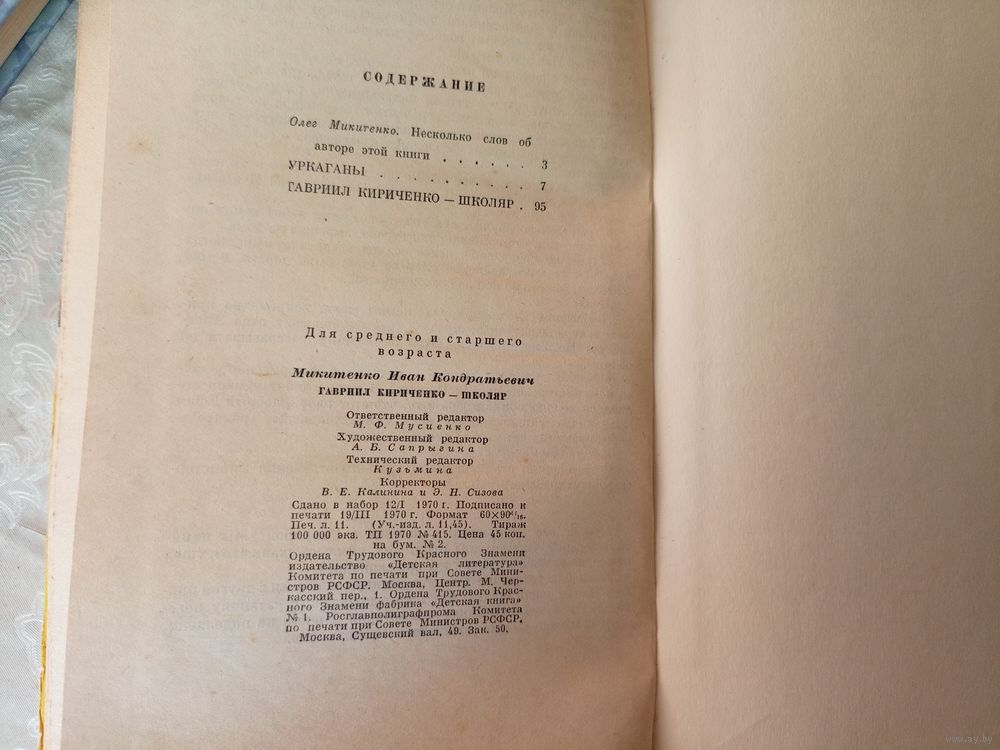 СОДЕРЖАНИЕ
Олег Микитенко. Несколько слов об
автора этой книги . . . . . . 3
УРКАГАНЫ . . . . . . . . . . 7
ГАВРИИЛ КИРИЧЕНКО — ШКОЛЯР . 95
Для среднего и старшего
возраста
Микитенко Иван Кондратьевич
ГАВРИИЛ КИРИЧЕНКО — ШКОЛЯР
Ответственный редактор
М. Ф. Мусиенко
Художественный редактор
А. Б. Сапрыгина
Технический редактор
Кузьмина
Корректоры
В. Е. Калинина и Э. Н. Сизова
Сдано в набор 12/I 1970 г. Подписано к
печати 19/III 1970 г. Формат 60×90 1/16.
Печ. л. 11. (Уч.-изд. л. 11,45). Тираж
100 000 экз. ТП 1970 № 415. Цена 45 коп.
на бум. № 2.
Ордена Трудового Красного Знамени
издательство «Детская литература»
Комитета по печати при Совете Мини-
стров РСФСР. Москва, Центр. М. Чер-
касский пер., 1. Ордена Трудового Крас-
ного Знамени фабрика «Детская книга»
№ 1. Росглавполиграфпрома Комитета
по печати при Совете Министров РСФСР,
Москва, Сущевский вал, 49. Зак. 50.
www.ay.by